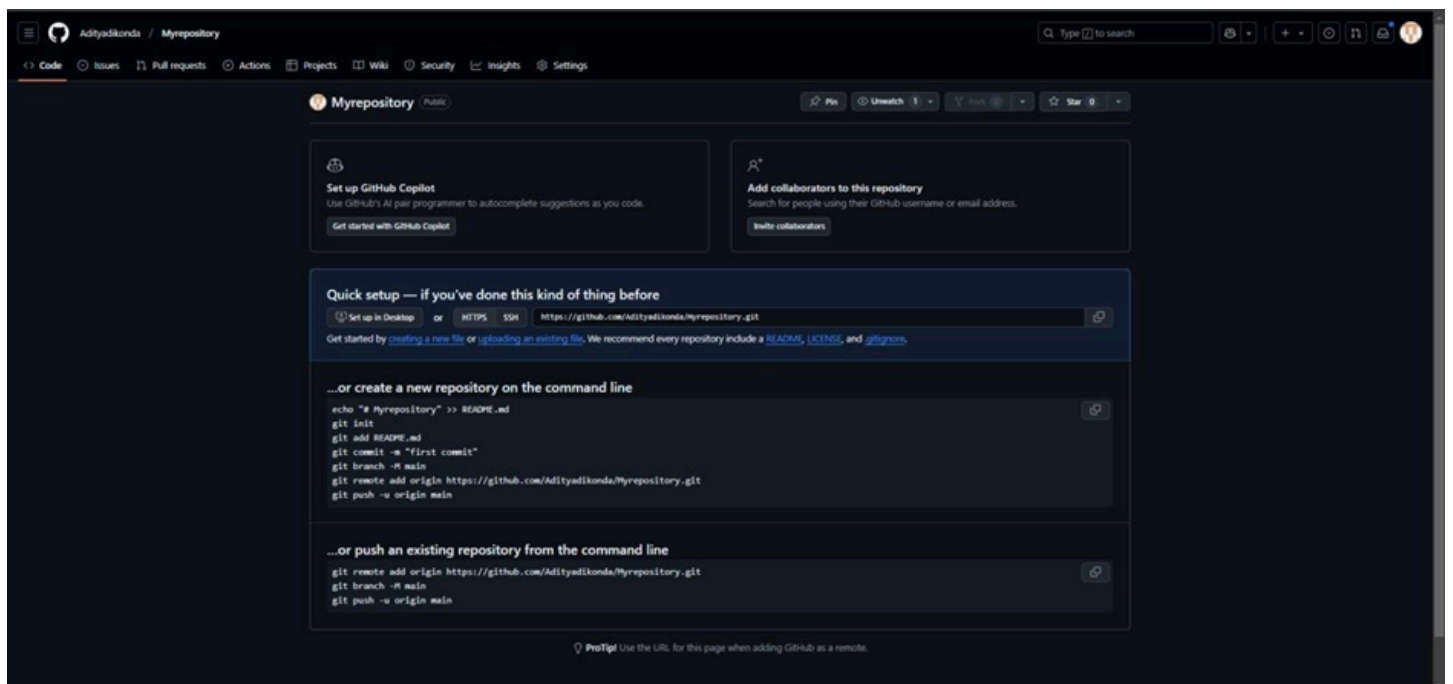 Adityadikonda / Myrepository
Type / to search
Code Issues Pull requests Actions Projects Wiki Security Insights Settings
Myrepository Public
Pin Unwatch 1 Fork Star 0
Set up GitHub Copilot
Use GitHub's AI pair programmer to autocomplete suggestions as you code.
Get started with GitHub Copilot
Add collaborators to this repository
Search for people using their GitHub username or email address.
Invite collaborators
Quick setup — if you've done this kind of thing before
Set up in Desktop or HTTPS SSH https://github.com/Adityadikonda/Myrepository.git
Get started by creating a new file or uploading an existing file. We recommend every repository include a README, LICENSE, and .gitignore.
...or create a new repository on the command line
echo "# Myrepository" >> README.md
git init
git add README.md
git commit -m "first commit"
git branch -M main
git remote add origin https://github.com/Adityadikonda/Myrepository.git
git push -u origin main
...or push an existing repository from the command line
git remote add origin https://github.com/Adityadikonda/Myrepository.git
git branch -M main
git push -u origin main
ProTip! Use the URL for this page when adding GitHub as a remote.